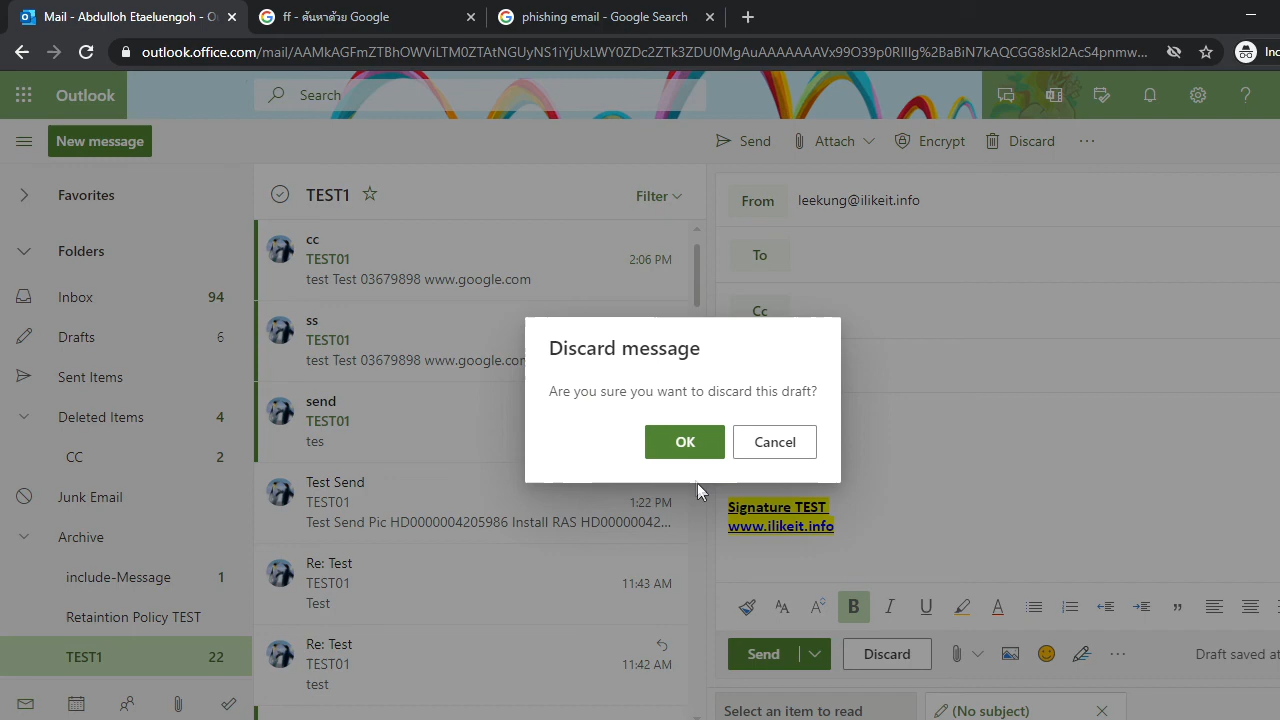 Mail - Abdulloh Etaeluengoh - O
ff - ค้นหาด้วย Google
phishing email - Google Search
outlook.office.com/mail/AAMkAGFmZTBhOWViLTM0ZTAtNGUyNS1iYjUxLWY0ZDc2ZTk3ZDU0MgAuAAAAAAAVx99O39p0RIIIg%2BaBiN7kAQCGG8skl2AcS4pnmw...
Outlook
Search
New message
Send
Attach
Encrypt
Discard
Favorites
TEST1
Filter
From
leekung@ilikeit.info
Folders
cc
TEST01
2:06 PM
test Test 03679898 www.google.com
To
Inbox 94
Drafts 6
Sent Items
Deleted Items 4
CC 2
Junk Email
Archive
include-Message 1
Retaintion Policy TEST
TEST1 22
ss
TEST01
test Test 03679898 www.google.co
send
TEST01
tes
Test Send
TEST01
1:22 PM
Test Send Pic HD0000004205986 Install RAS HD00000042...
Re: Test
TEST01
11:43 AM
Test
Re: Test
TEST01
11:42 AM
test
Cc
Discard message
Are you sure you want to discard this draft?
OK
Cancel
Signature TEST
www.ilikeit.info
Send
Discard
Draft saved at
Select an item to read
(No subject)